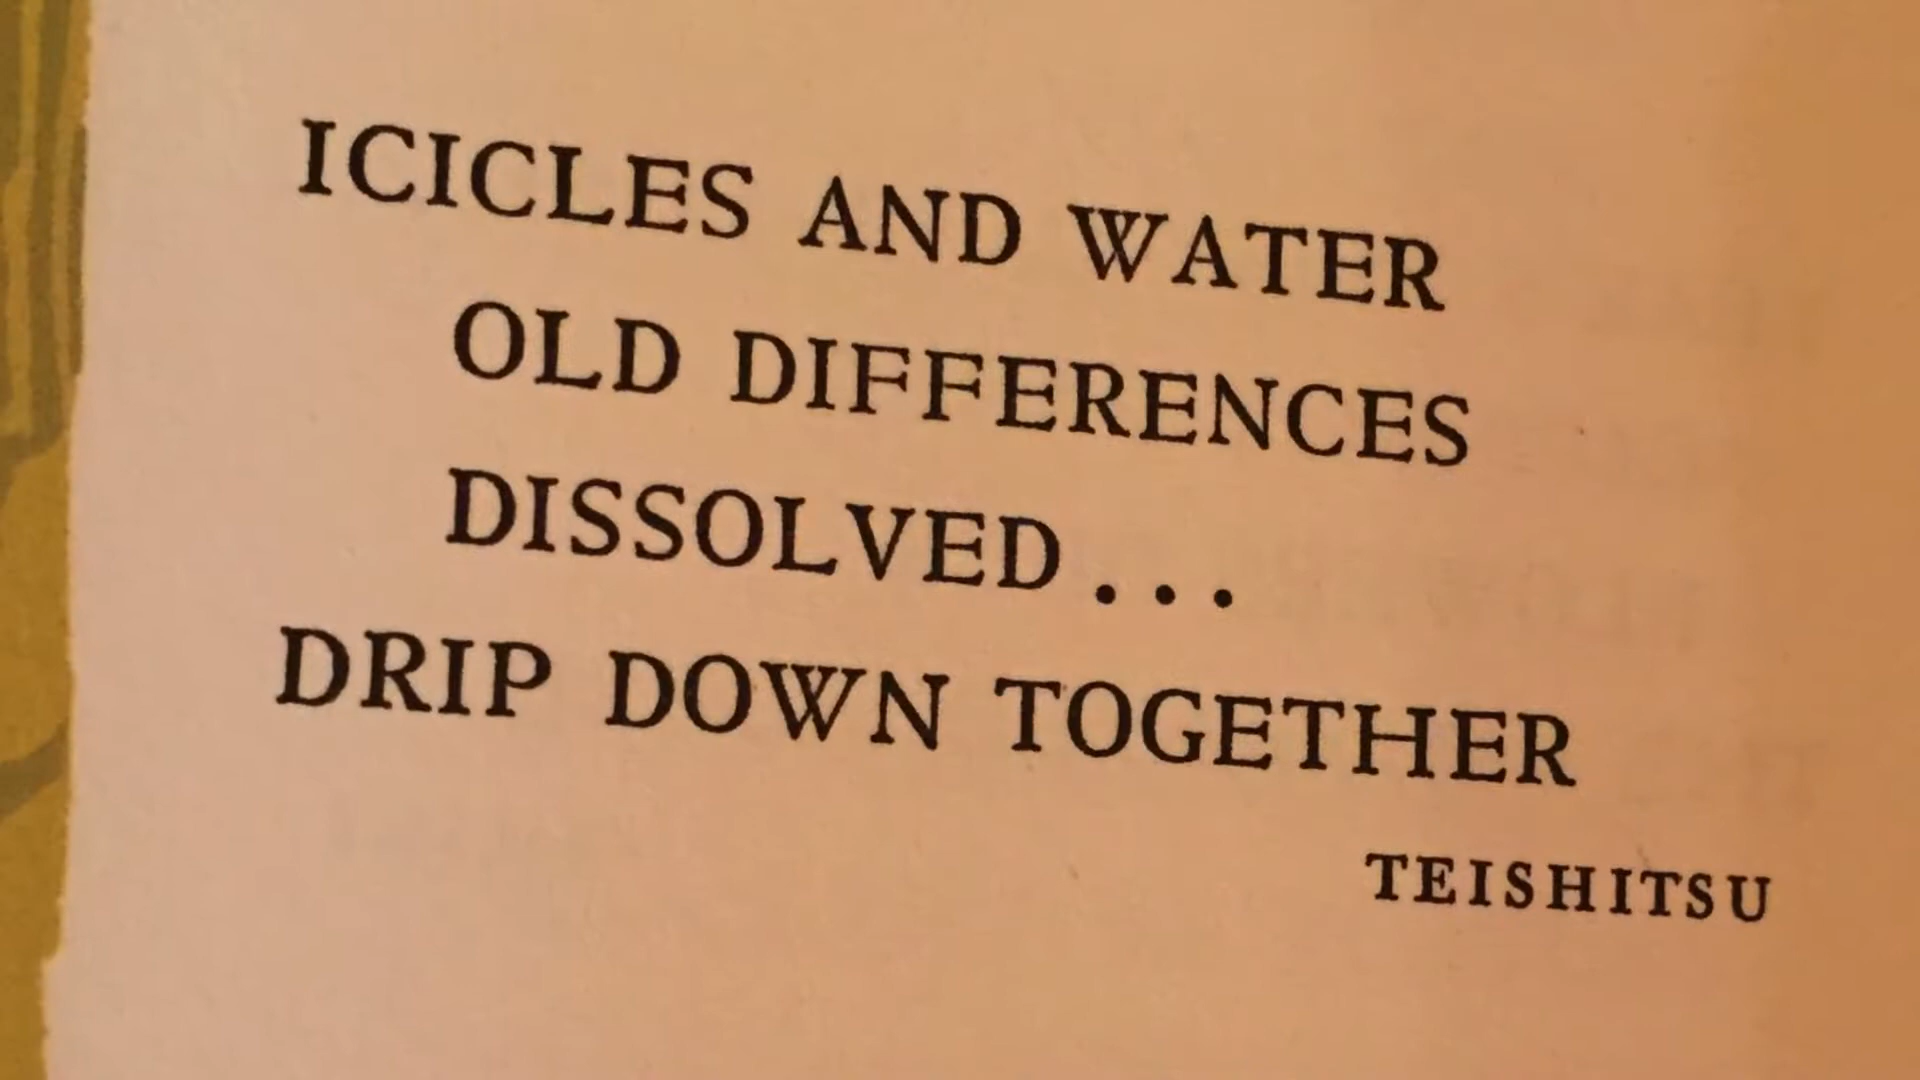 ICICLES AND WATER
OLD DIFFERENCES
DISSOLVED...
DRIP DOWN TOGETHER
TEISHITSU